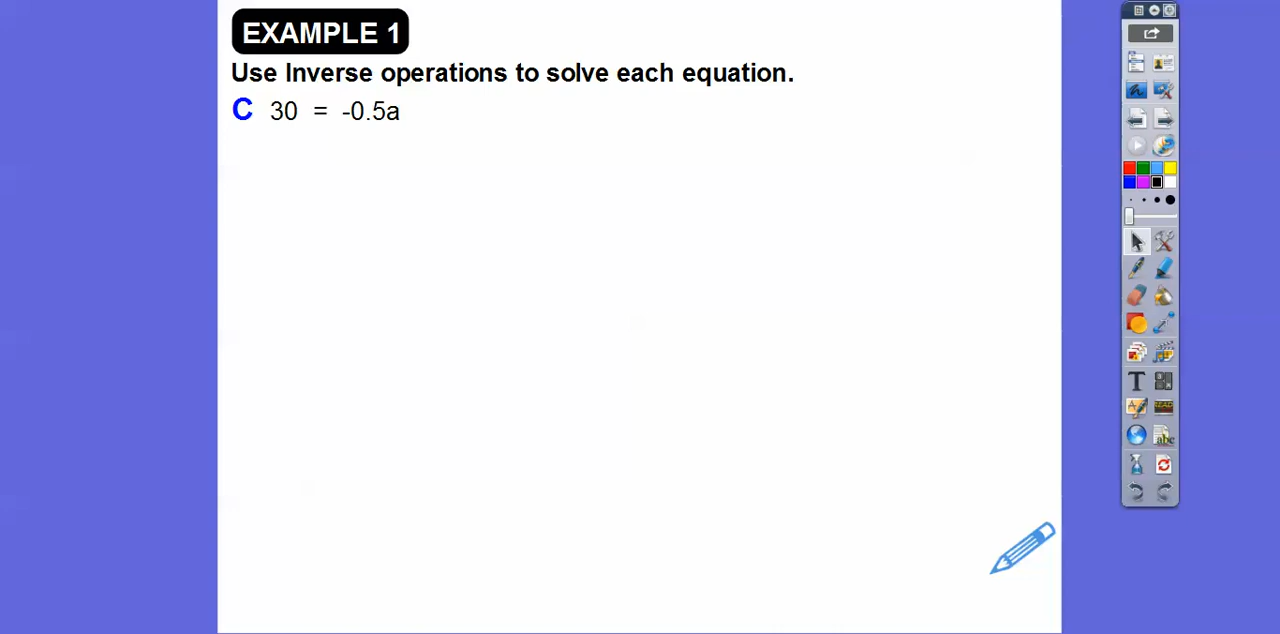 EXAMPLE 1
Use Inverse operations to solve each equation.
C 30 = -0.5a